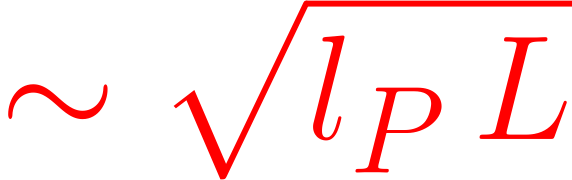 ∼ √(l_P L)